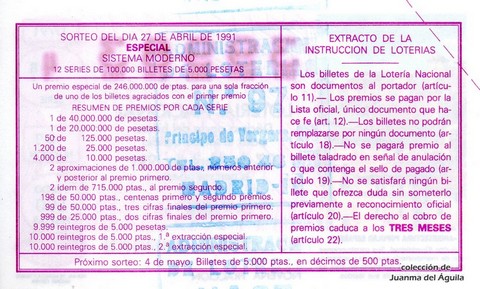 SORTEO DEL DIA 27 DE ABRIL DE 1991
ESPECIAL
SISTEMA MODERNO
12 SERIES DE 100.000 BILLETES DE 5.000 PESETAS
Un premio especial de 246.000.000 de ptas. para una sola fracción
de uno de los billetes agraciados con el premio primero
RESUMEN DE PREMIOS POR CADA SERIE
1 de 40.000.000 de pesetas.
1 de 20.000.000 de pesetas.
50 de 125.000 pesetas.
1.200 de 25.000 pesetas.
4.000 de 10.000 pesetas.
2 aproximaciones de 1.000.000 de ptas., números anterior
y posterior al premio primero.
2 idem de 715.000 ptas., al premio segundo.
198 de 50.000 ptas., centenas primero y segundo premios.
99 de 50.000 ptas., tres cifras finales del premio primero.
999 de 25.000 ptas., dos cifras finales del premio primero.
9.999 reintegros de 5.000 pesetas.
10.000 reintegros de 5.000 ptas., 1.ª extracción especial.
10.000 reintegros de 5.000 ptas., 2.ª extracción especial.
Próximo sorteo: 4 de mayo. Billetes de 5.000 ptas., en décimos de 500 ptas.
EXTRACTO DE LA
INSTRUCCION DE LOTERIAS
Los billetes de la Lotería Nacional
son documentos al portador (artícu-
lo 11).— Los premios se pagan por la
Lista oficial, único documento que ha-
ce fe (art. 12).—Los billetes no podrán
remplazarse por ningún documento (ar-
tículo 18).—No se pagará premio al
billete taladrado en señal de anulación
o que contenga el sello de pagado (ar-
tículo 19).—No se satisfará ningún bi-
llete que ofrezca duda sin someterlo
previamente a reconocimiento oficial
(artículo 20).—El derecho al cobro de
premios caduca a los TRES MESES
(artículo 22).
ADMINISTRAC
Príncipe de Vergara
MADRID-
colección de
Juanma del Águila